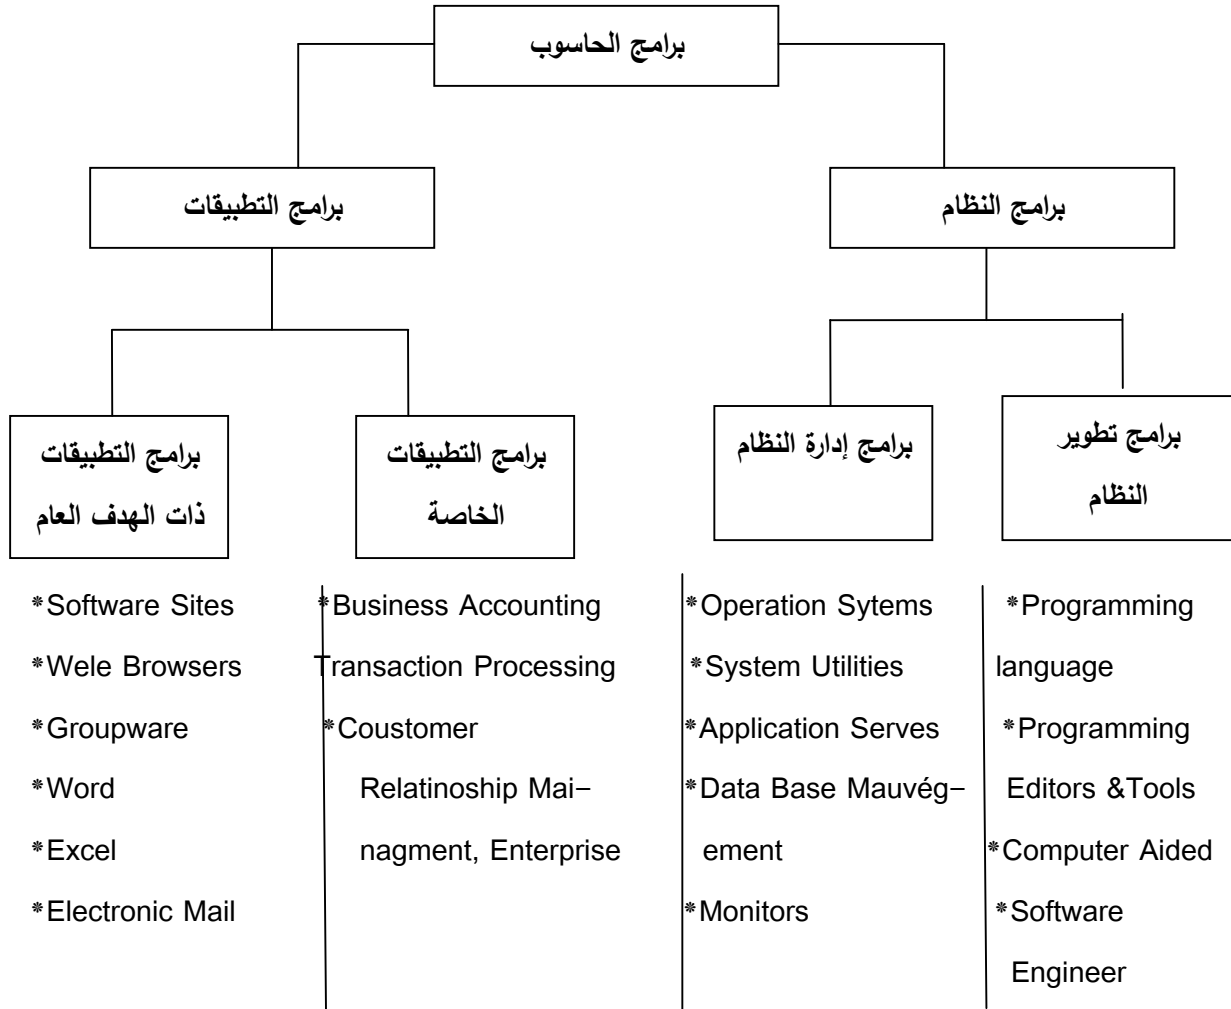 برامج الحاسوب
برامج النظام
برامج التطبيقات
برامج تطوير
النظام
برامج إدارة النظام
برامج التطبيقات
الخاصة
برامج التطبيقات
ذات الهدف العام
*Software Sites
*Wele Browsers
*Groupware
*Word
*Excel
*Electronic Mail
*Business Accounting
Transaction Processing
*Coustomer
Relatinoship Mai-
nagment, Enterprise
*Operation Sytems
*System Utilities
*Application Serves
*Data Base Mauvég-
ement
*Monitors
*Programming
language
*Programming
Editors &Tools
*Computer Aided
*Software
Engineer